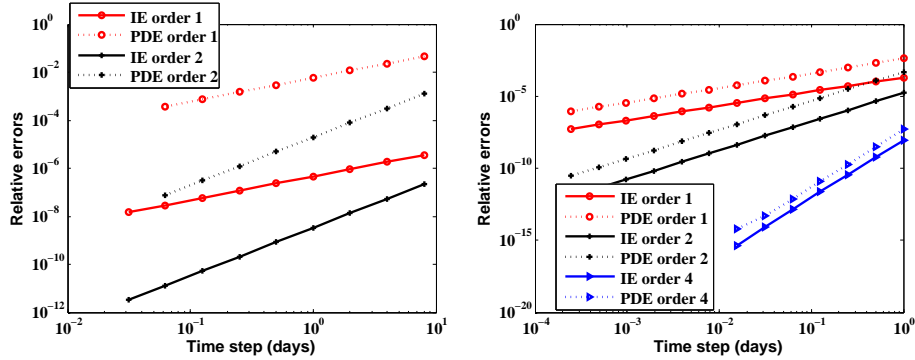 10^0
10^-2
10^-4
10^-6
10^-8
10^-10
10^-12
Relative errors
IE order 1
PDE order 1
IE order 2
PDE order 2
10^-2
10^-1
10^0
10^1
Time step (days)
10^0
10^-5
10^-10
10^-15
10^-20
Relative errors
IE order 1
PDE order 1
IE order 2
PDE order 2
IE order 4
PDE order 4
10^-4
10^-3
10^-2
10^-1
10^0
Time step (days)